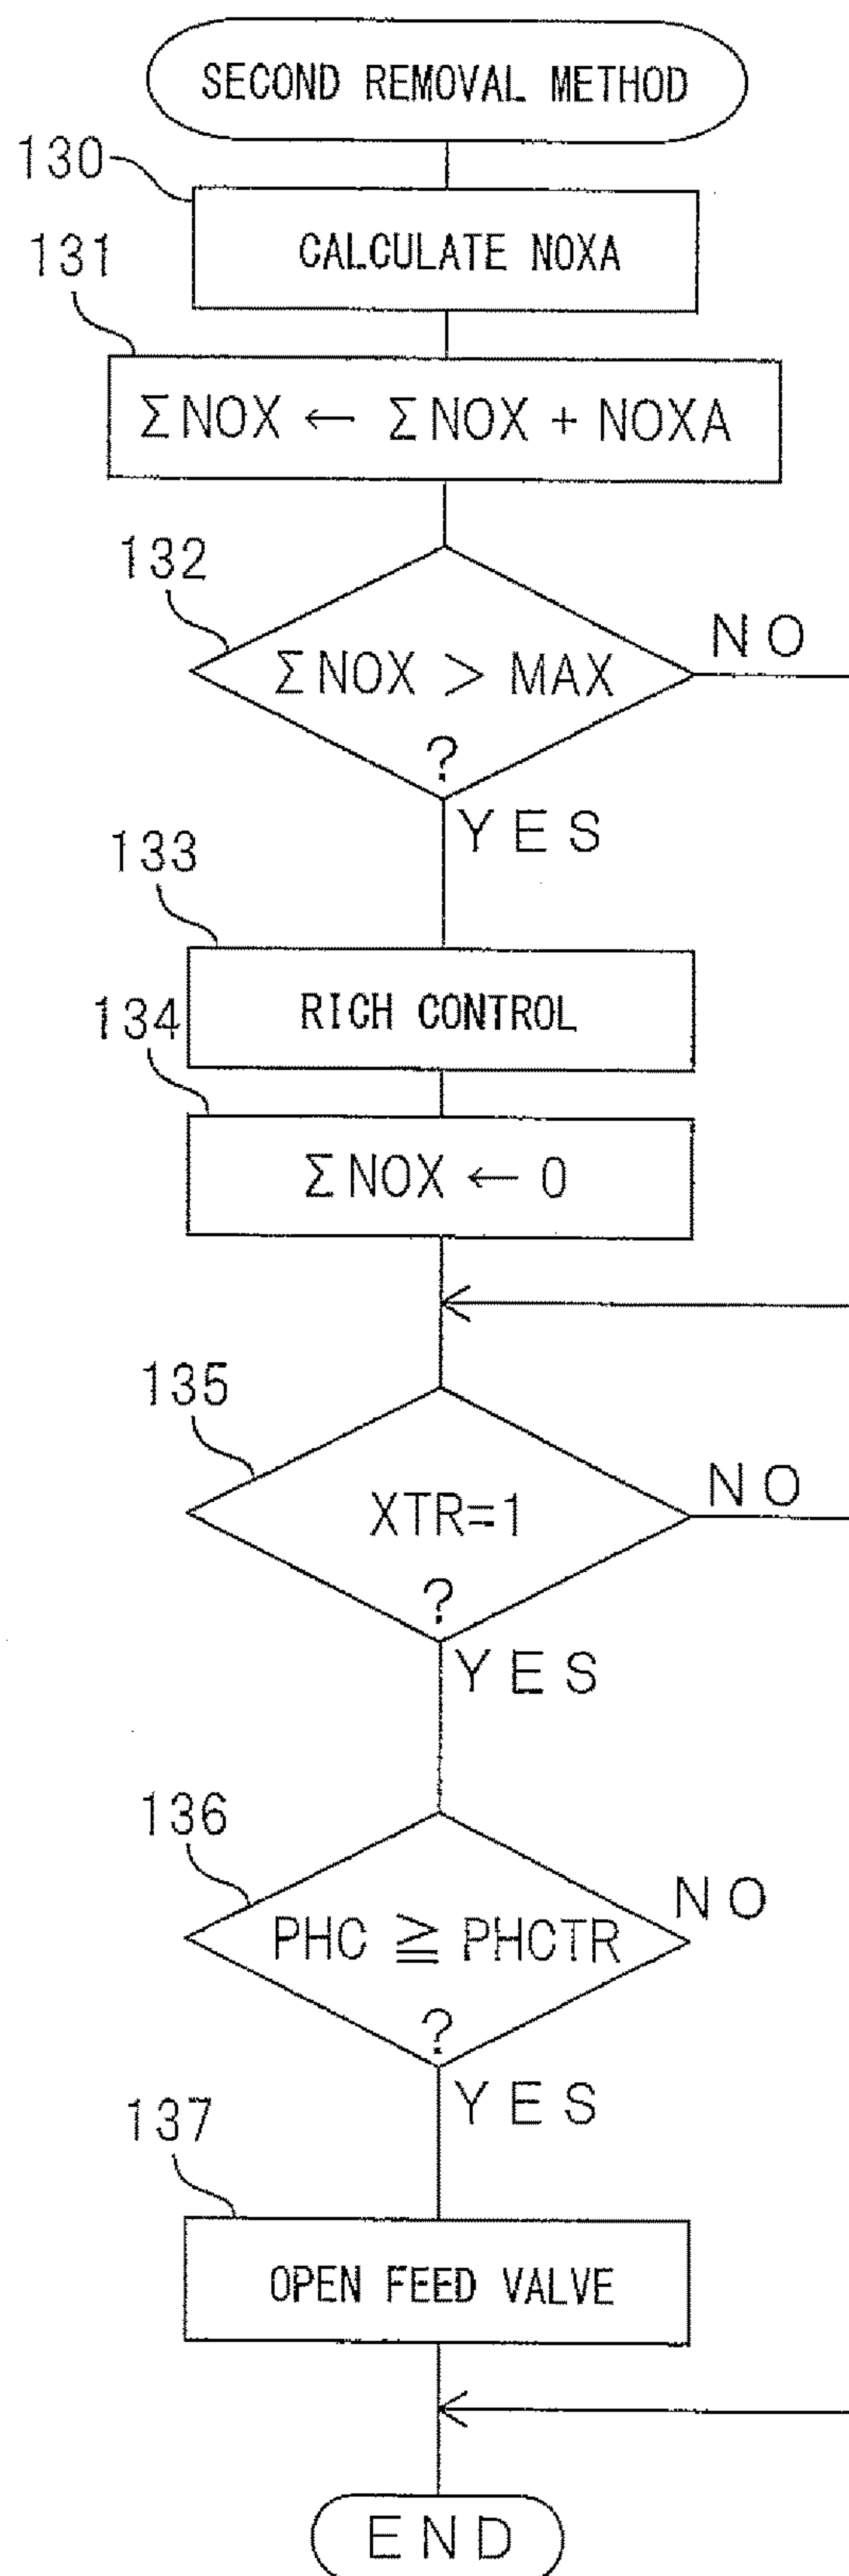 SECOND REMOVAL METHOD
130
CALCULATE NOXA
131
ΣNOX ← ΣNOX + NOXA
132
ΣNOX > MAX
?
NO
YES
133
RICH CONTROL
134
ΣNOX ← 0
135
XTR=1
?
NO
YES
136
PHC ≧ PHCTR
?
NO
YES
137
OPEN FEED VALVE
END